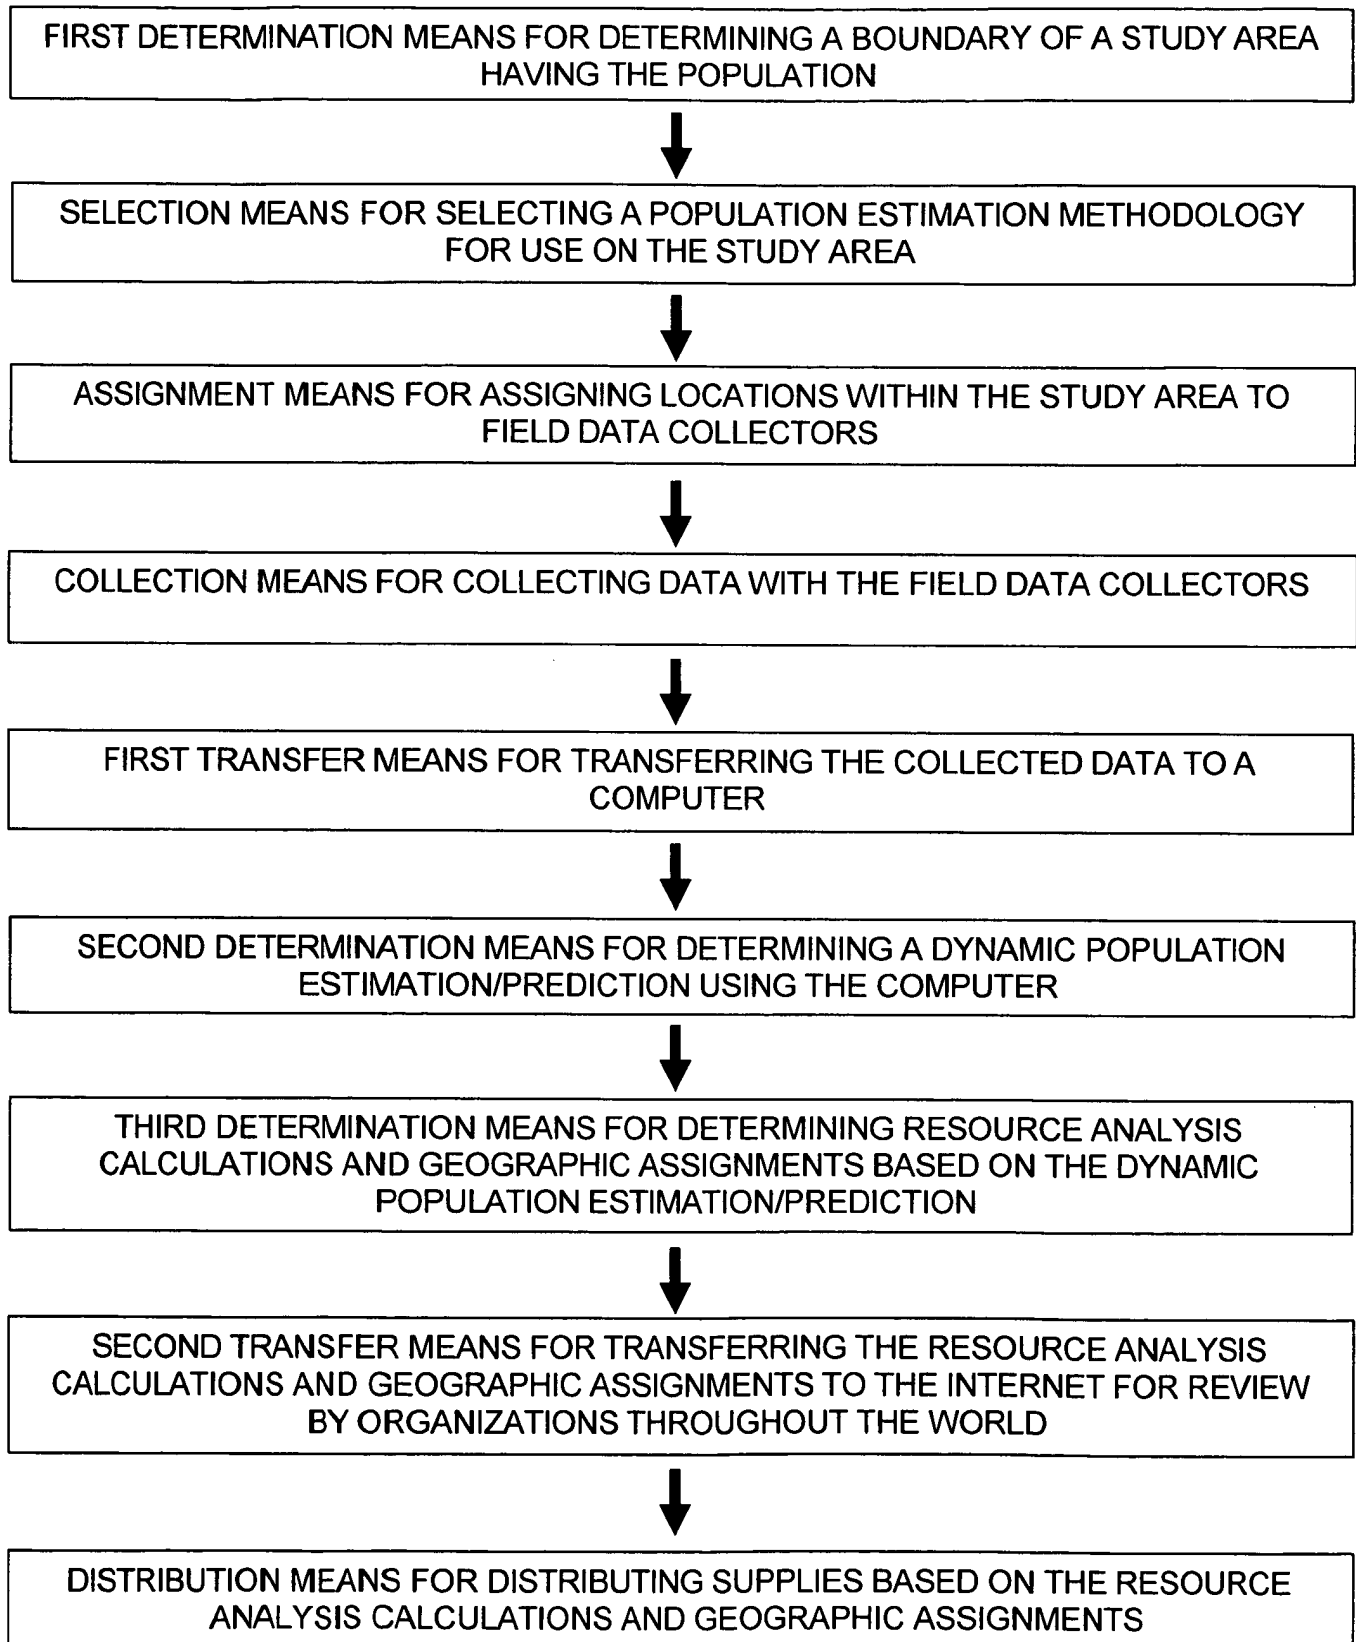 FIRST DETERMINATION MEANS FOR DETERMINING A BOUNDARY OF A STUDY AREA
HAVING THE POPULATION
SELECTION MEANS FOR SELECTING A POPULATION ESTIMATION METHODOLOGY
FOR USE ON THE STUDY AREA
ASSIGNMENT MEANS FOR ASSIGNING LOCATIONS WITHIN THE STUDY AREA TO
FIELD DATA COLLECTORS
COLLECTION MEANS FOR COLLECTING DATA WITH THE FIELD DATA COLLECTORS
FIRST TRANSFER MEANS FOR TRANSFERRING THE COLLECTED DATA TO A
COMPUTER
SECOND DETERMINATION MEANS FOR DETERMINING A DYNAMIC POPULATION
ESTIMATION/PREDICTION USING THE COMPUTER
THIRD DETERMINATION MEANS FOR DETERMINING RESOURCE ANALYSIS
CALCULATIONS AND GEOGRAPHIC ASSIGNMENTS BASED ON THE DYNAMIC
POPULATION ESTIMATION/PREDICTION
SECOND TRANSFER MEANS FOR TRANSFERRING THE RESOURCE ANALYSIS
CALCULATIONS AND GEOGRAPHIC ASSIGNMENTS TO THE INTERNET FOR REVIEW
BY ORGANIZATIONS THROUGHOUT THE WORLD
DISTRIBUTION MEANS FOR DISTRIBUTING SUPPLIES BASED ON THE RESOURCE
ANALYSIS CALCULATIONS AND GEOGRAPHIC ASSIGNMENTS